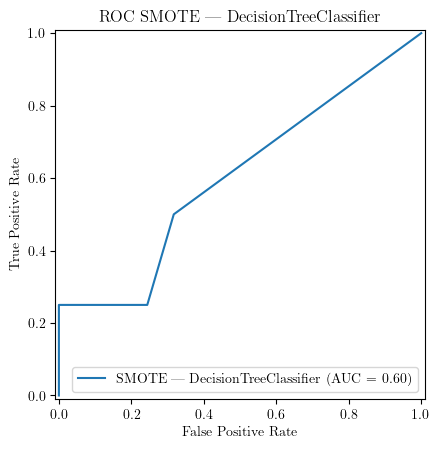 ROC SMOTE — DecisionTreeClassifier
1.0
0.8
0.6
0.4
0.2
0.0
True Positive Rate
SMOTE — DecisionTreeClassifier (AUC = 0.60)
0.0 0.2 0.4 0.6 0.8 1.0
False Positive Rate